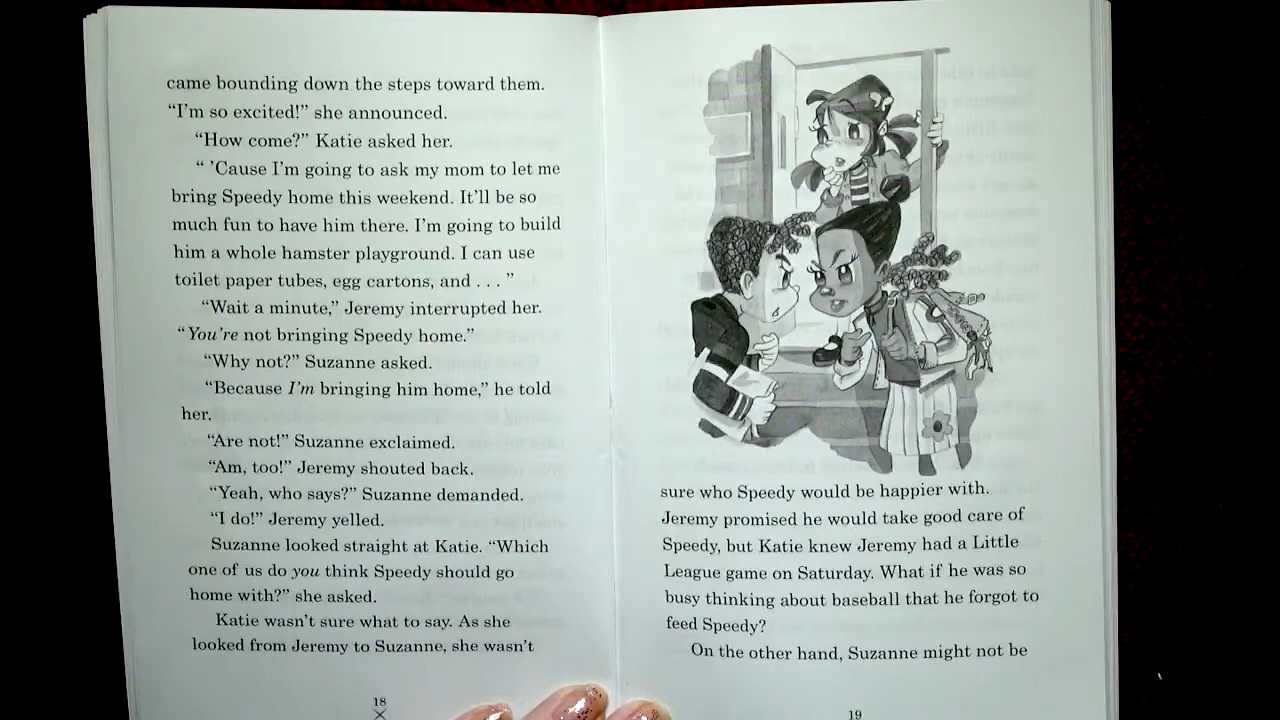 came bounding down the steps toward them.
“I’m so excited!” she announced.
“How come?” Katie asked her.
“ ’Cause I’m going to ask my mom to let me
bring Speedy home this weekend. It’ll be so
much fun to have him there. I’m going to build
him a whole hamster playground. I can use
toilet paper tubes, egg cartons, and . . . ”
“Wait a minute,” Jeremy interrupted her.
“You’re not bringing Speedy home.”
“Why not?” Suzanne asked.
“Because I’m bringing him home,” he told
her.
“Are not!” Suzanne exclaimed.
“Am, too!” Jeremy shouted back.
“Yeah, who says?” Suzanne demanded.
“I do!” Jeremy yelled.
Suzanne looked straight at Katie. “Which
one of us do you think Speedy should go
home with?” she asked.
Katie wasn’t sure what to say. As she
looked from Jeremy to Suzanne, she wasn’t
18
sure who Speedy would be happier with.
Jeremy promised he would take good care of
Speedy, but Katie knew Jeremy had a Little
League game on Saturday. What if he was so
busy thinking about baseball that he forgot to
feed Speedy?
On the other hand, Suzanne might not be
19